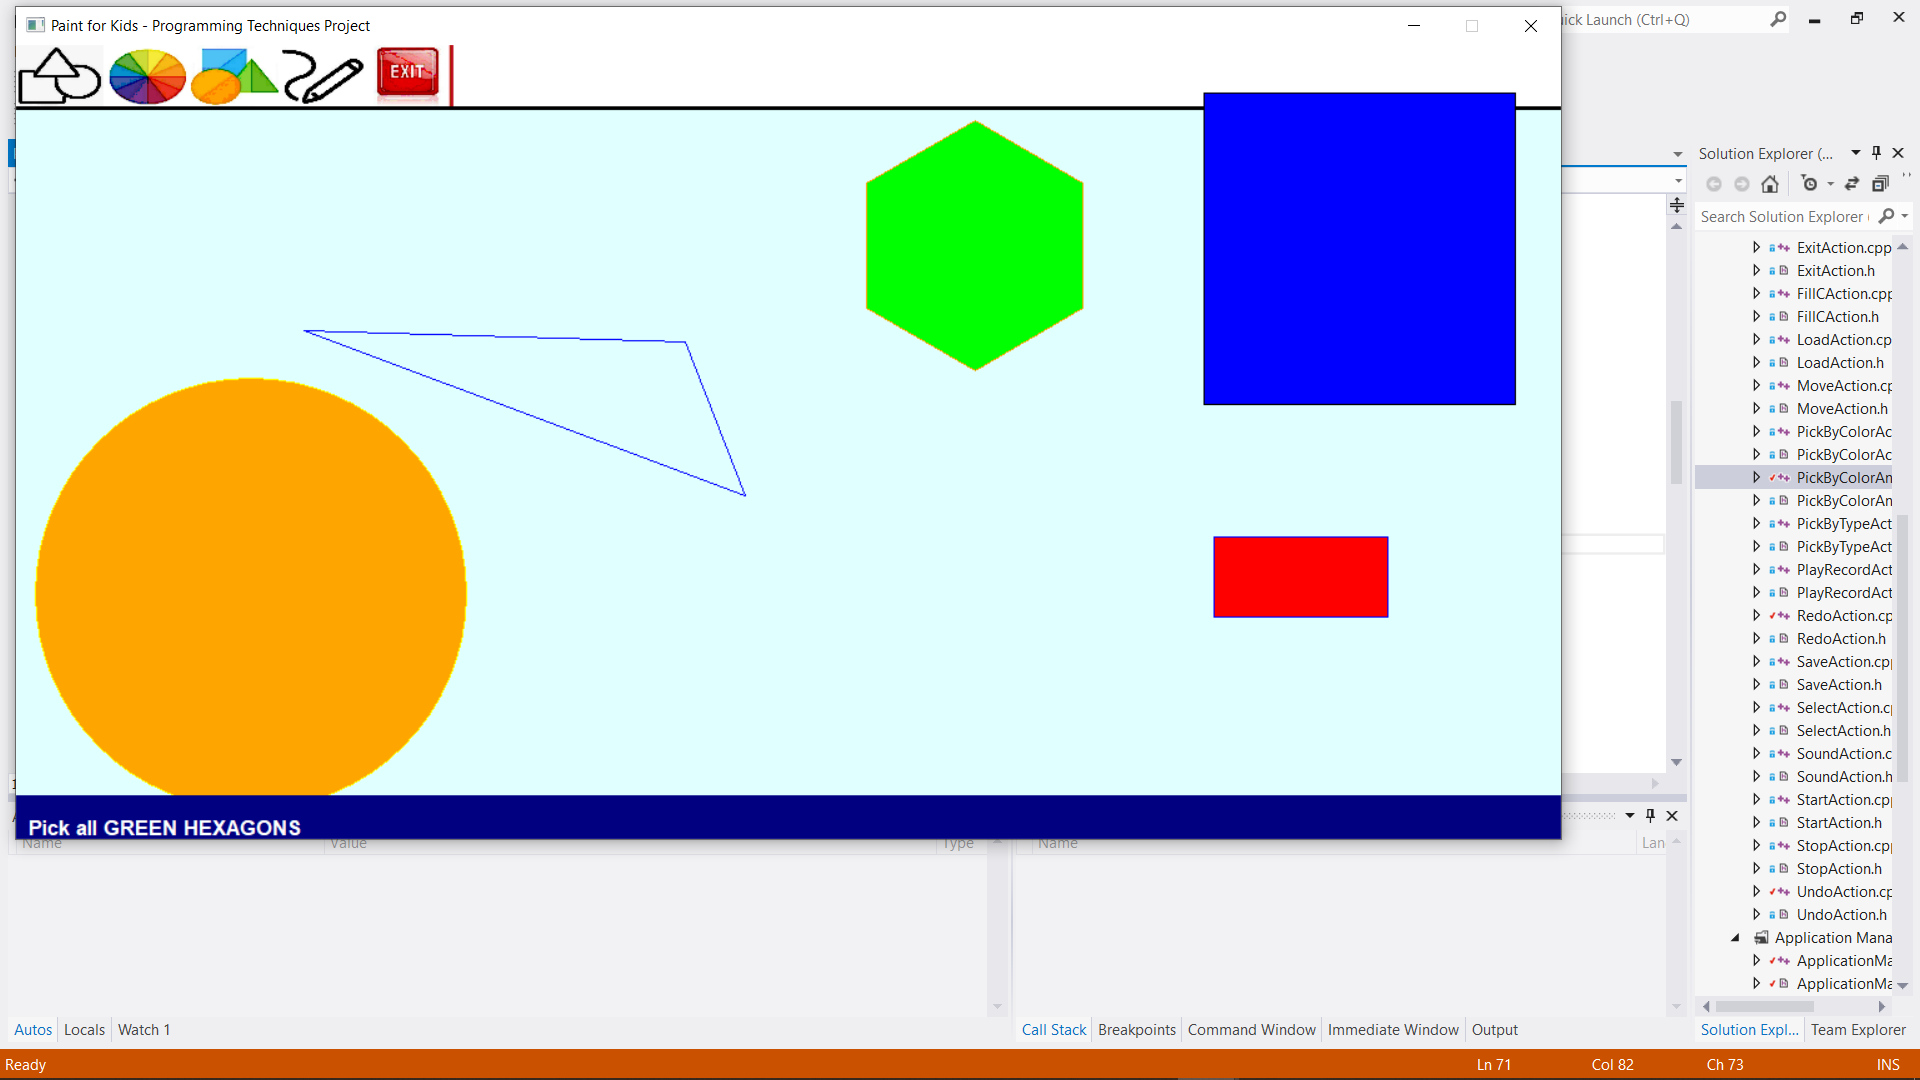 Paint for Kids - Programming Techniques Project
EXIT
Pick all GREEN HEXAGONS
uick Launch (Ctrl+Q)
Solution Explorer (...
Search Solution Explorer (
ExitAction.cpp
ExitAction.h
FillCAction.cpp
FillCAction.h
LoadAction.cp
LoadAction.h
MoveAction.cp
MoveAction.h
PickByColorAc
PickByColorAc
PickByColorAn
PickByColorAn
PickByTypeAct
PickByTypeAct
PlayRecordAct
PlayRecordAct
RedoAction.cp
RedoAction.h
SaveAction.cpp
SaveAction.h
SelectAction.c
SelectAction.h
SoundAction.c
SoundAction.h
StartAction.cpp
StartAction.h
StopAction.cpp
StopAction.h
UndoAction.cp
UndoAction.h
Application Mana
ApplicationMa
ApplicationMa
Name Value Type
Name Lan
Autos Locals Watch 1
Call Stack Breakpoints Command Window Immediate Window Output
Solution Expl... Team Explorer
Ready Ln 71 Col 82 Ch 73 INS